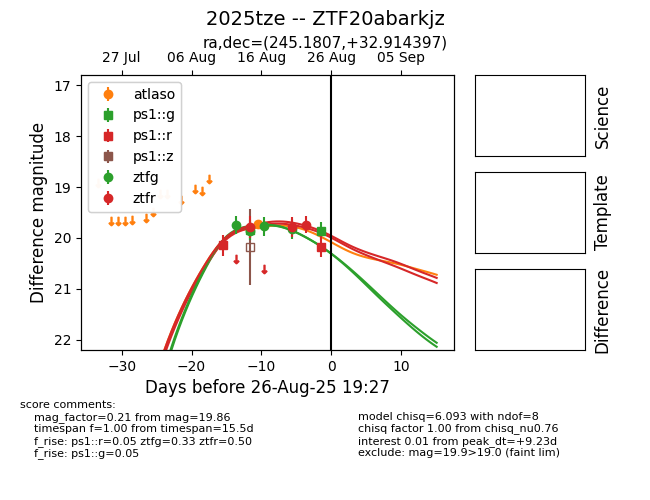 2025tze -- ZTF20abarkjz
ra,dec=(245.1807,+32.914397)
27 Jul 06 Aug 16 Aug 26 Aug 05 Sep
17
18
19
20
21
22
Difference magnitude
atlaso
ps1::g
ps1::r
ps1::z
ztfg
ztfr
−30 −20 −10 0 10
Days before 26-Aug-25 19:27
Science
Template
Difference
score comments:
mag_factor=0.21 from mag=19.86
timespan f=1.00 from timespan=15.5d
f_rise: ps1::r=0.05 ztfg=0.33 ztfr=0.50
f_rise: ps1::g=0.05
model chisq=6.093 with ndof=8
chisq factor 1.00 from chisq_nu0.76
interest 0.01 from peak_dt=+9.23d
exclude: mag=19.9>19.0 (faint lim)